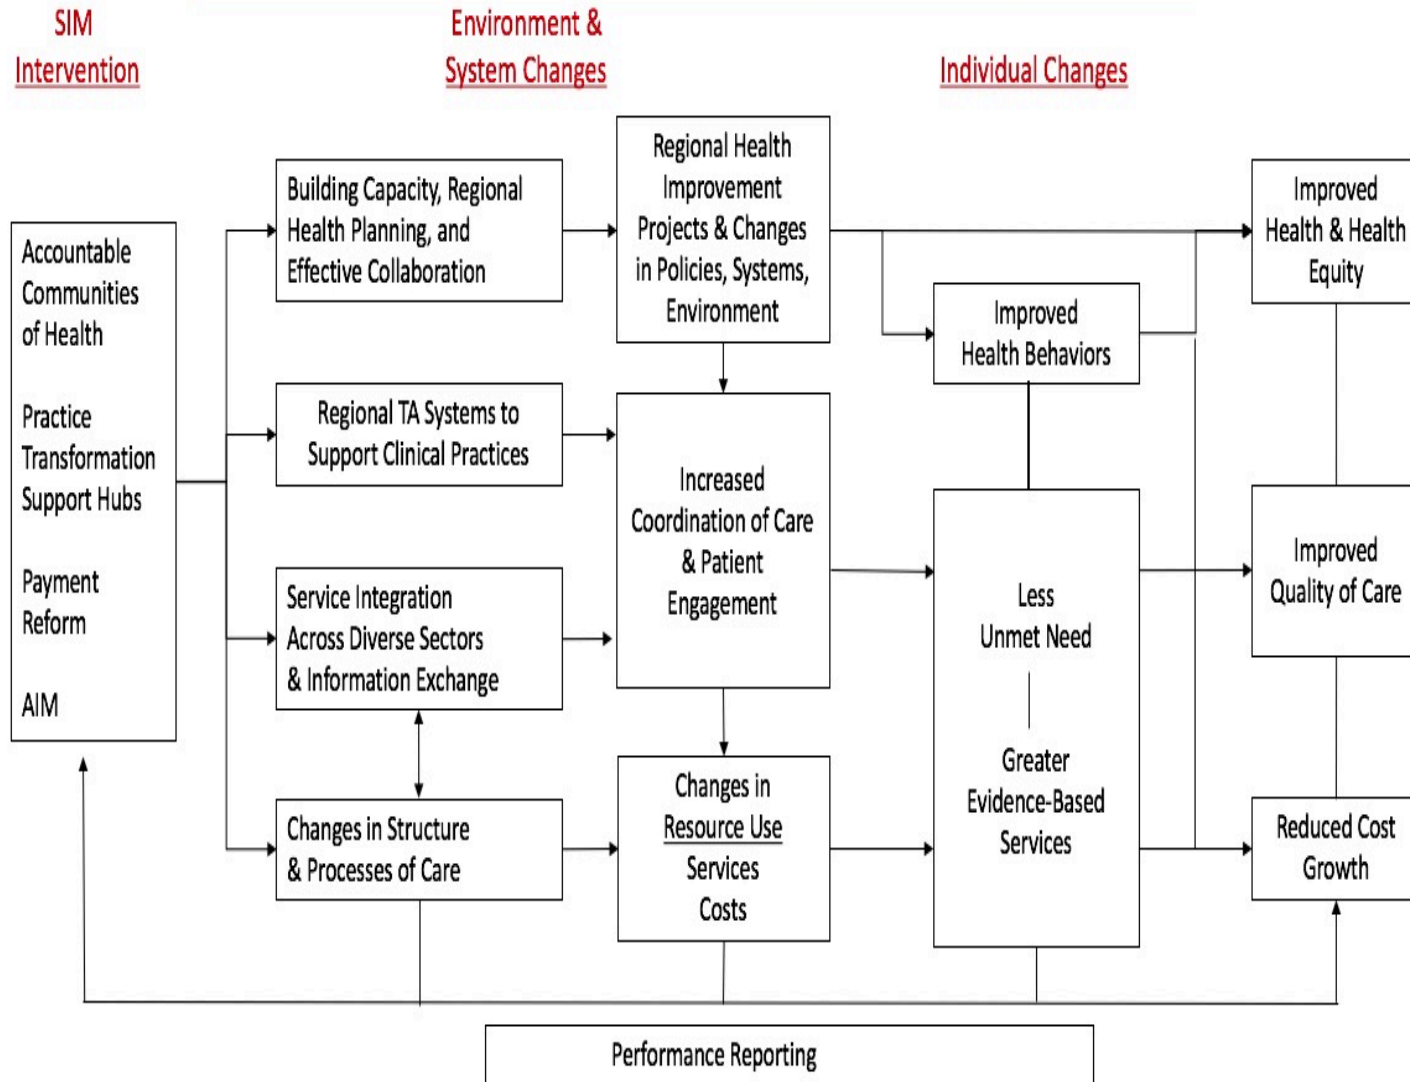 SIM
Intervention
Environment &
System Changes
Individual Changes
Accountable
Communities
of Health
Practice
Transformation
Support Hubs
Payment
Reform
AIM
Building Capacity, Regional
Health Planning, and
Effective Collaboration
Regional TA Systems to
Support Clinical Practices
Service Integration
Across Diverse Sectors
& Information Exchange
Changes in Structure
& Processes of Care
Regional Health
Improvement
Projects & Changes
in Policies, Systems,
Environment
Increased
Coordination of Care
& Patient
Engagement
Changes in
Resource Use
Services
Costs
Improved
Health Behaviors
Less
Unmet Need
Greater
Evidence-Based
Services
Improved
Health & Health
Equity
Improved
Quality of Care
Reduced Cost
Growth
Performance Reporting